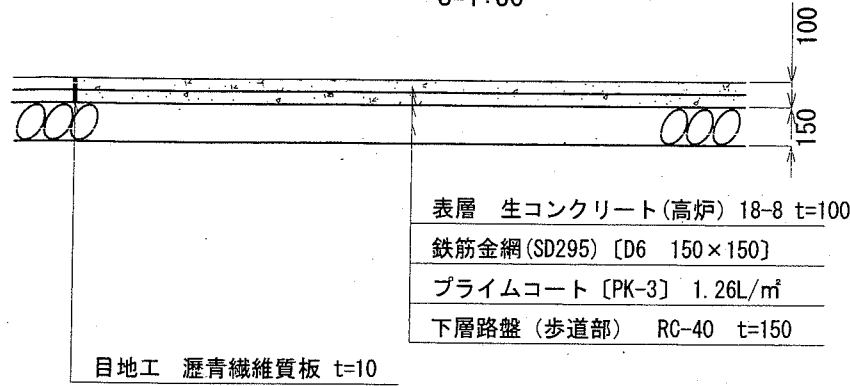 100
150
表層 生コンクリート(高炉) 18-8 t=100
鉄筋金網(SD295) 〔D6 150×150〕
プライムコート〔PK-3〕 1.26L/㎡
下層路盤(歩道部) RC-40 t=150
目地工 瀝青繊維質板 t=10